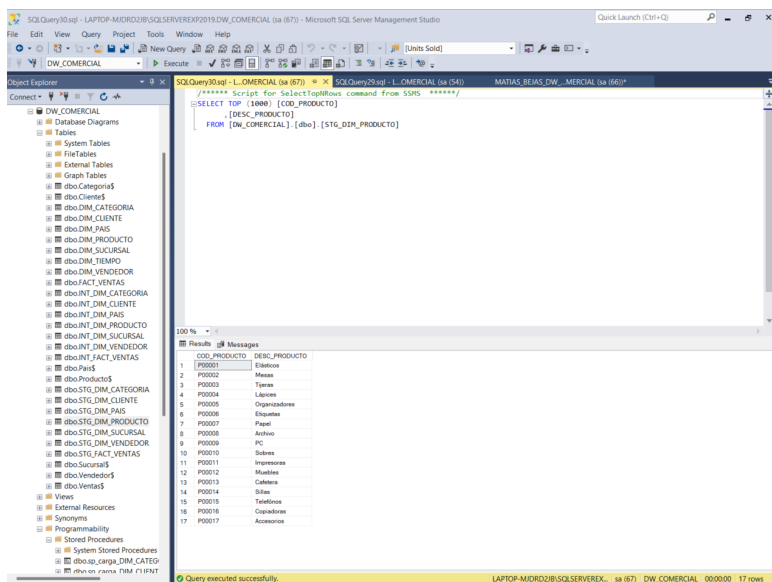 SQLQuery30.sql - LAPTOP-MJDRD2JB\SQLSERVEREXP2019.DW_COMERCIAL (sa (67)) - Microsoft SQL Server Management Studio
Quick Launch (Ctrl+Q)
File Edit View Query Project Tools Window Help
New Query
[Units Sold]
DW_COMERCIAL
Execute
Object Explorer
Connect
DW_COMERCIAL
Database Diagrams
Tables
System Tables
FileTables
External Tables
Graph Tables
dbo.Categoria$
dbo.Cliente$
dbo.DIM_CATEGORIA
dbo.DIM_CLIENTE
dbo.DIM_PAIS
dbo.DIM_PRODUCTO
dbo.DIM_SUCURSAL
dbo.DIM_TIEMPO
dbo.DIM_VENDEDOR
dbo.FACT_VENTAS
dbo.INT_DIM_CATEGORIA
dbo.INT_DIM_CLIENTE
dbo.INT_DIM_PAIS
dbo.INT_DIM_PRODUCTO
dbo.INT_DIM_SUCURSAL
dbo.INT_DIM_VENDEDOR
dbo.INT_FACT_VENTAS
dbo.Pais$
dbo.Producto$
dbo.STG_DIM_CATEGORIA
dbo.STG_DIM_CLIENTE
dbo.STG_DIM_PAIS
dbo.STG_DIM_PRODUCTO
dbo.STG_DIM_SUCURSAL
dbo.STG_DIM_VENDEDOR
dbo.STG_FACT_VENTAS
dbo.Sucursal$
dbo.Vendedor$
dbo.Ventas$
Views
External Resources
Synonyms
Programmability
Stored Procedures
System Stored Procedures
dbo.sp_carga_DIM_CATEG
dbo.sp_carga_DIM_CLIENT
SQLQuery30.sql - L...OMERCIAL (sa (67)) SQLQuery29.sql - L...OMERCIAL (sa (54)) MATIAS_BEJAS_DW_...MERCIAL (sa (66))*
/****** Script for SelectTopNRows command from SSMS ******/
SELECT TOP (1000) [COD_PRODUCTO]
,[DESC_PRODUCTO]
FROM [DW_COMERCIAL].[dbo].[STG_DIM_PRODUCTO]
100 %
Results Messages
COD_PRODUCTO DESC_PRODUCTO
1 P00001 Elásticos
2 P00002 Mesas
3 P00003 Tijeras
4 P00004 Lápices
5 P00005 Organizadores
6 P00006 Etiquetas
7 P00007 Papel
8 P00008 Archivo
9 P00009 PC
10 P00010 Sobres
11 P00011 Impresoras
12 P00012 Muebles
13 P00013 Cafetera
14 P00014 Sillas
15 P00015 Telefónos
16 P00016 Copiadoras
17 P00017 Accesorios
Query executed successfully.
LAPTOP-MJDRD2JB\SQLSERVEREX... sa (67) DW_COMERCIAL 00:00:00 17 rows